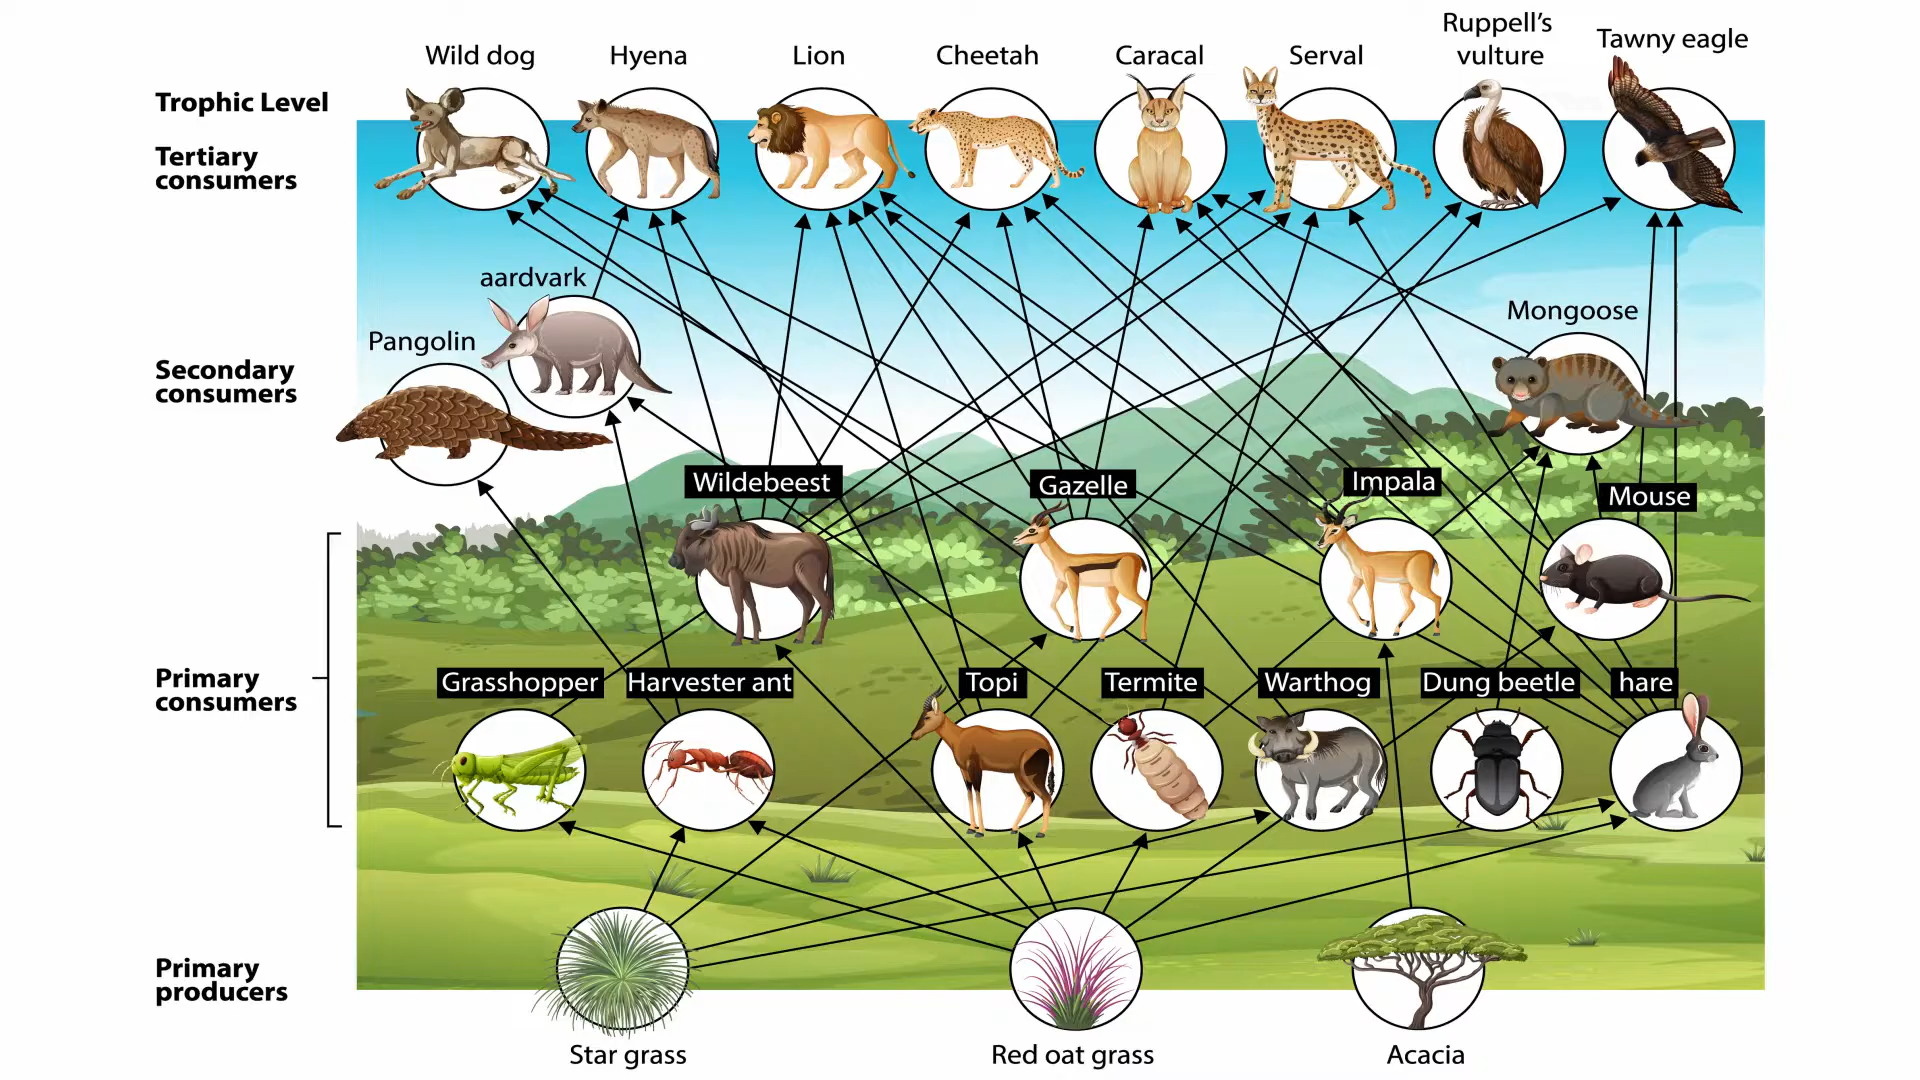 Wild dog
Hyena
Lion
Cheetah
Caracal
Serval
Ruppell's
vulture
Tawny eagle
Trophic Level
Tertiary
consumers
aardvark
Pangolin
Mongoose
Secondary
consumers
Wildebeest
Gazelle
Impala
Mouse
Primary
consumers
Grasshopper
Harvester ant
Topi
Termite
Warthog
Dung beetle
hare
Primary
producers
Star grass
Red oat grass
Acacia